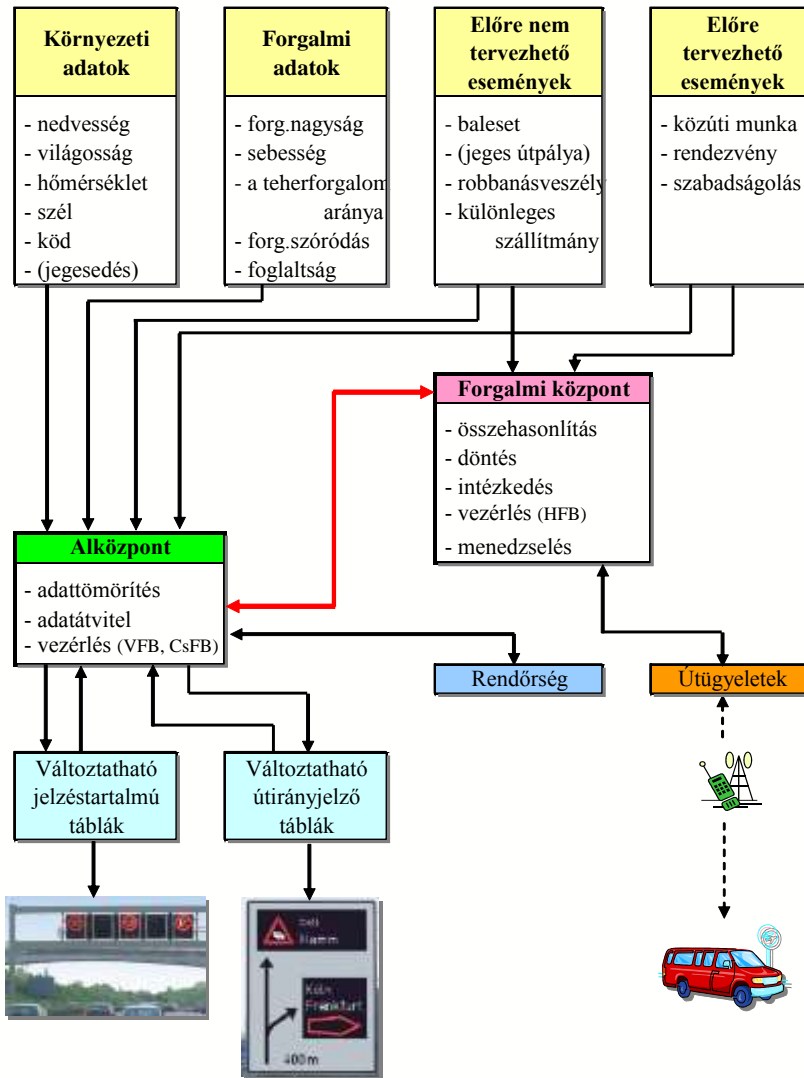 Környezeti
adatok
- nedvesség
- világosság
- hőmérséklet
- szél
- köd
- (jegesedés)
Forgalmi
adatok
- forg.nagyság
- sebesség
- a teherforgalom
aránya
- forg.szóródás
- foglaltság
Előre nem
tervezhető
események
- baleset
- (jeges útpálya)
- robbanásveszély
- különleges
szállítmány
Előre
tervezhető
események
- közúti munka
- rendezvény
- szabadságolás
Forgalmi központ
- összehasonlítás
- döntés
- intézkedés
- vezérlés (HFB)
- menedzselés
Alközpont
- adattömörítés
- adatátvitel
- vezérlés (VFB, CsFB)
Rendőrség
Útügyeletek
Változtatható
jelzéstartalmú
táblák
Változtatható
útirányjelző
táblák
Hamm
Köln
Frankfurt
400 m